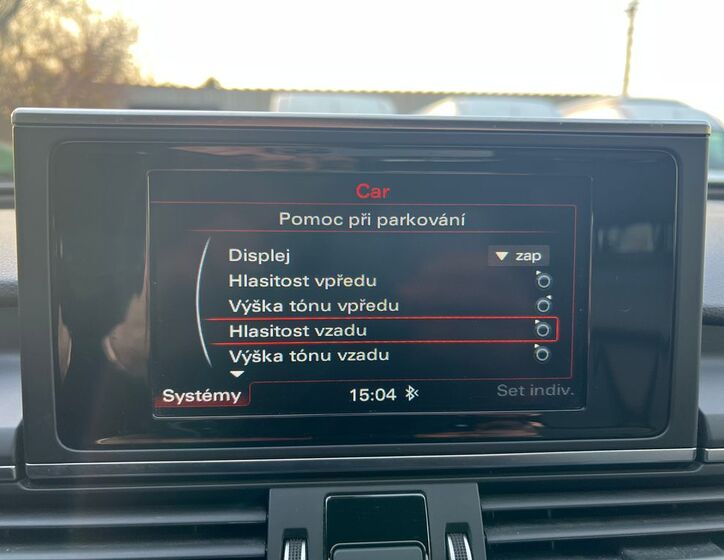 Car
Pomoc při parkování
Displej ▼ zap
Hlasitost vpředu
Výška tónu vpředu
Hlasitost vzadu
Výška tónu vzadu
Systémy 15:04 Set indiv.